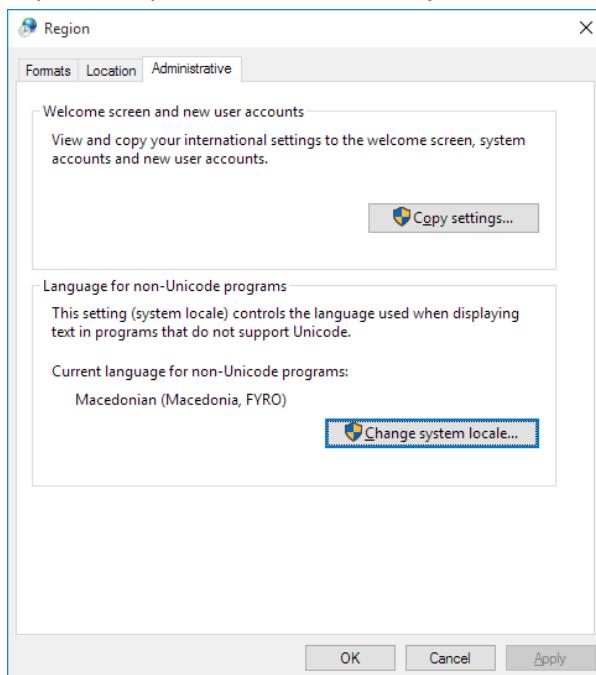 Region
Formats Location Administrative
Welcome screen and new user accounts
View and copy your international settings to the welcome screen, system
accounts and new user accounts.
Copy settings...
Language for non-Unicode programs
This setting (system locale) controls the language used when displaying
text in programs that do not support Unicode.
Current language for non-Unicode programs:
Macedonian (Macedonia, FYRO)
Change system locale...
OK Cancel Apply